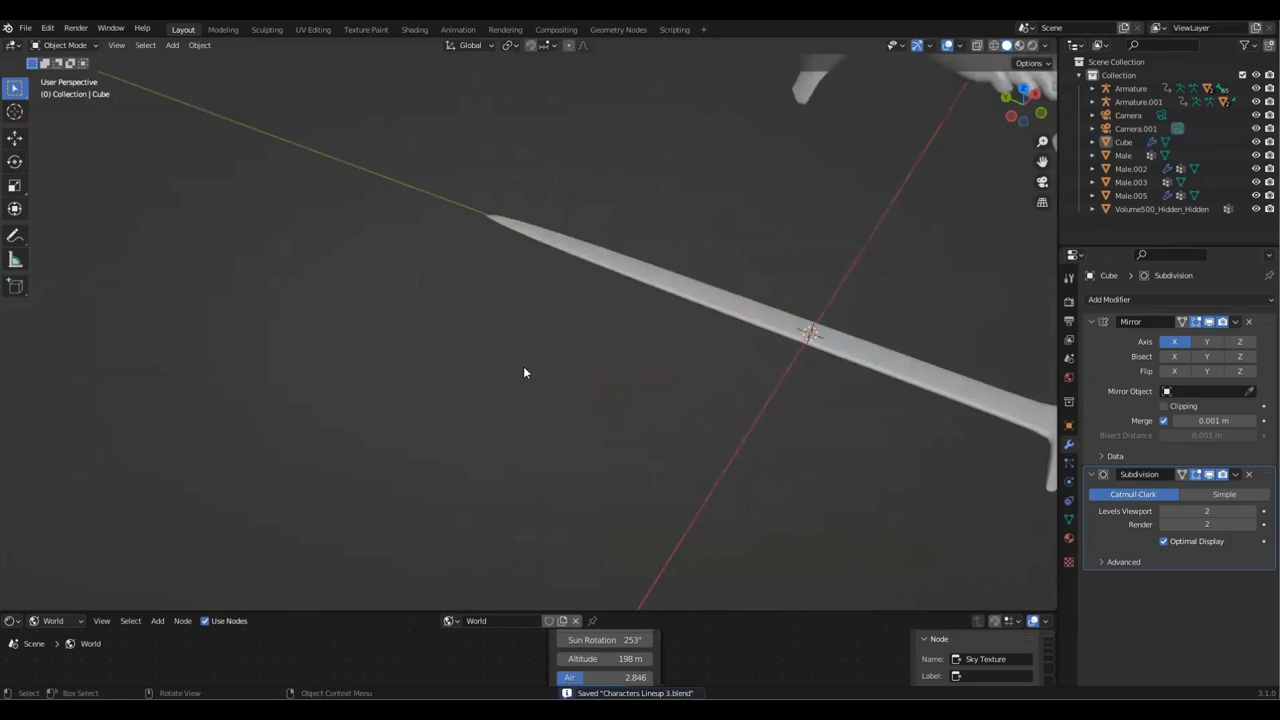 File Edit Render Window Help Layout Modeling Sculpting UV Editing Texture Paint Shading Animation Rendering Compositing Geometry Nodes Scripting Scene ViewLayer
Object Mode View Select Add Object Global
Options
User Perspective
(0) Collection | Cube
Scene Collection
Collection
Armature
Armature.001
Camera
Camera.001
Cube
Male
Male.002
Male.003
Male.005
Volume500_Hidden_Hidden
Cube Subdivision
Add Modifier
Mirror
Axis X Y Z
Bisect X Y Z
Flip X Y Z
Mirror Object
Clipping
Merge 0.001 m
Bisect Distance 0.001 m
Data
Subdivision
Catmull-Clark Simple
Levels Viewport 2
Render 2
Optimal Display
Advanced
World View Select Add Node Use Nodes World
Scene World
Sun Rotation 253°
Altitude 198 m
Air 2.846
Node
Name: Sky Texture
Label:
Select Box Select Rotate View Object Context Menu Saved "Characters Lineup 3.blend" 3.1.0